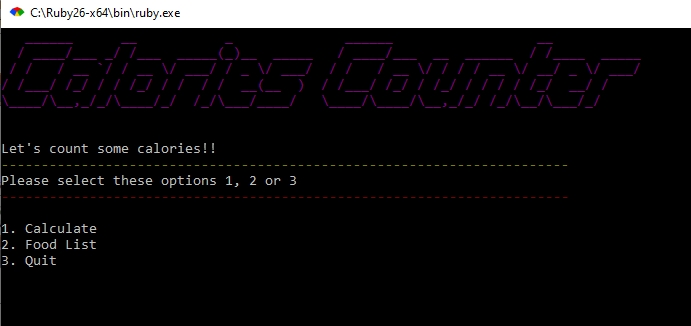 C:\Ruby26-x64\bin\ruby.exe
Calories Counter
Let's count some calories!!
-----------------------------------------------------------------------
Please select these options 1, 2 or 3
-----------------------------------------------------------------------
1. Calculate
2. Food List
3. Quit